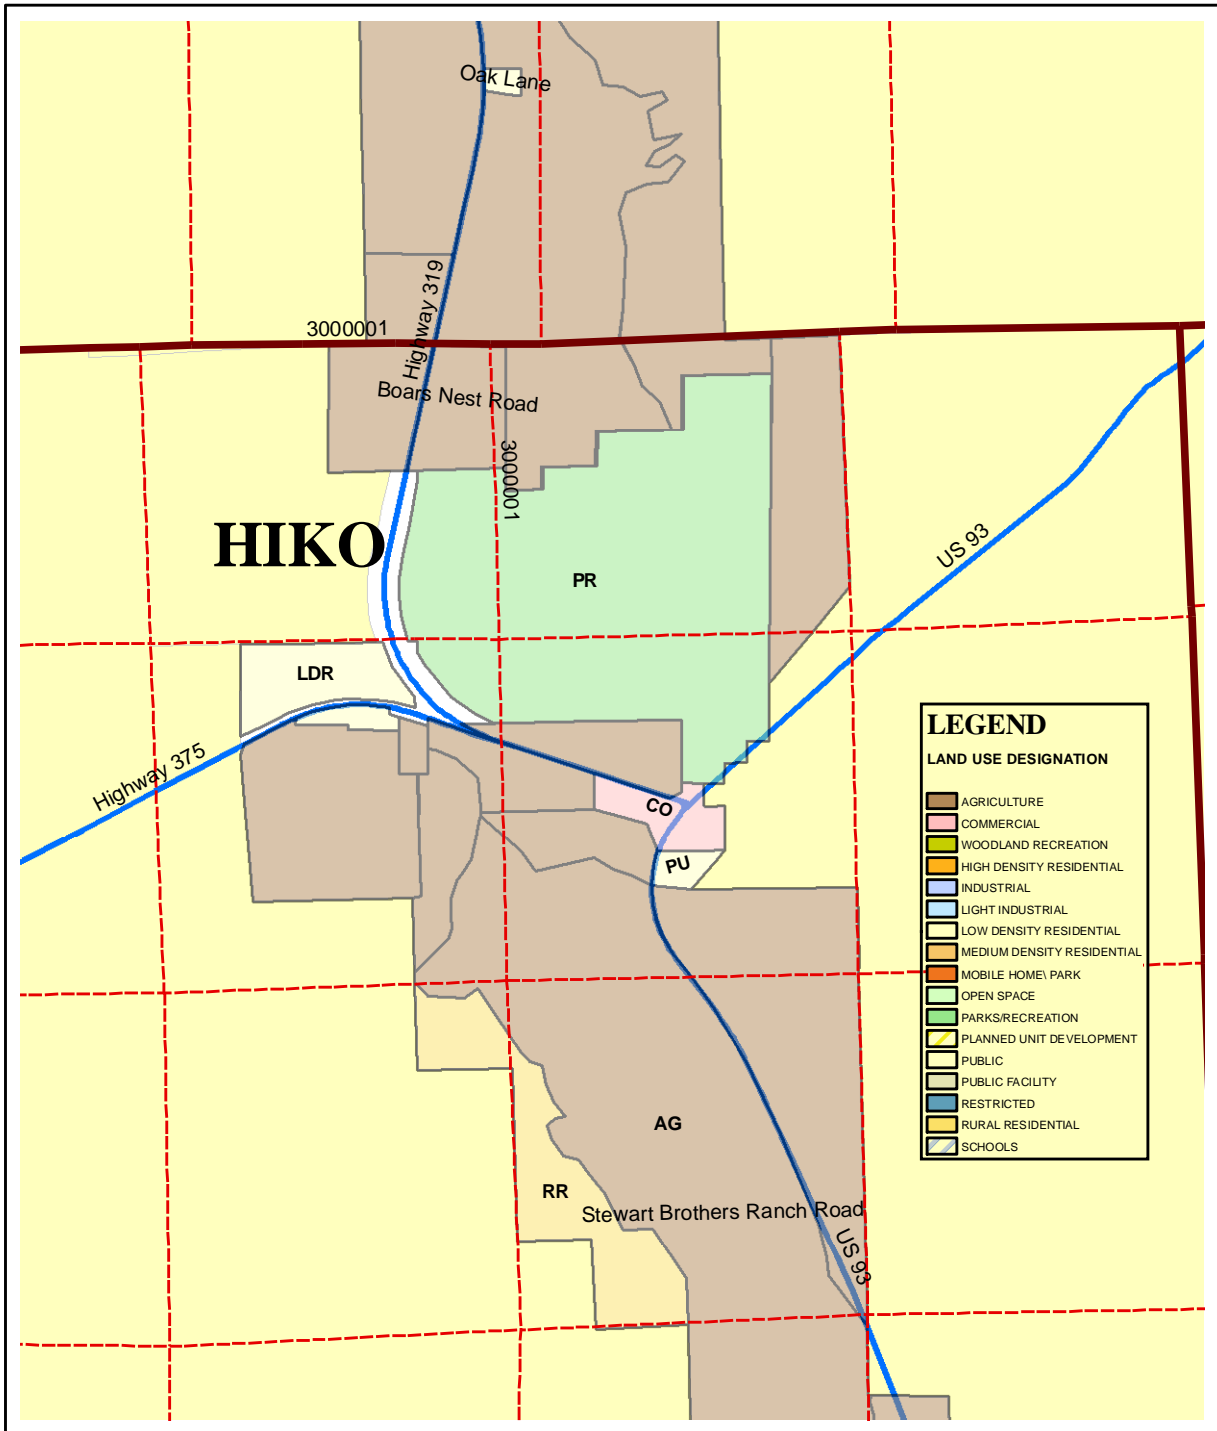 Oak Lane
Highway 319
3000001
Boars Nest Road
3000001
HIKO
US 93
PR
LDR
Highway 375
CO
PU
LEGEND
LAND USE DESIGNATION
AGRICULTURE
COMMERCIAL
WOODLAND RECREATION
HIGH DENSITY RESIDENTIAL
INDUSTRIAL
LIGHT INDUSTRIAL
LOW DENSITY RESIDENTIAL
MEDIUM DENSITY RESIDENTIAL
MOBILE HOME\ PARK
OPEN SPACE
PARKS/RECREATION
PLANNED UNIT DEVELOPMENT
PUBLIC
PUBLIC FACILITY
RESTRICTED
RURAL RESIDENTIAL
SCHOOLS
AG
RR
Stewart Brothers Ranch Road
US 93